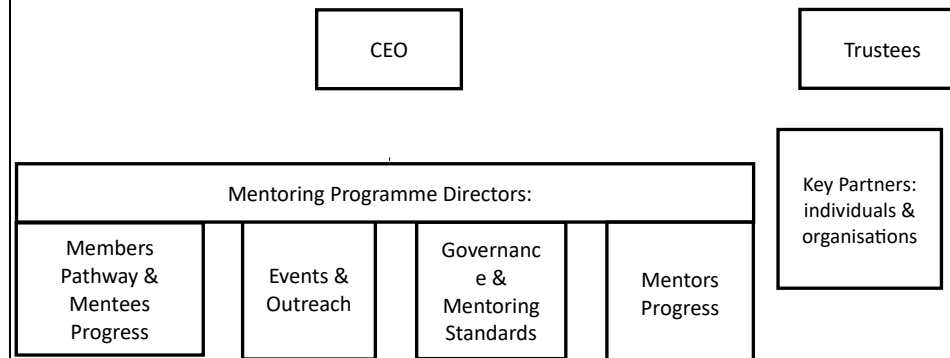 CEO
Trustees
Mentoring Programme Directors:
Key Partners:
individuals &
organisations
Members
Pathway &
Mentees
Progress
Events &
Outreach
Governanc
e &
Mentoring
Standards
Mentors
Progress